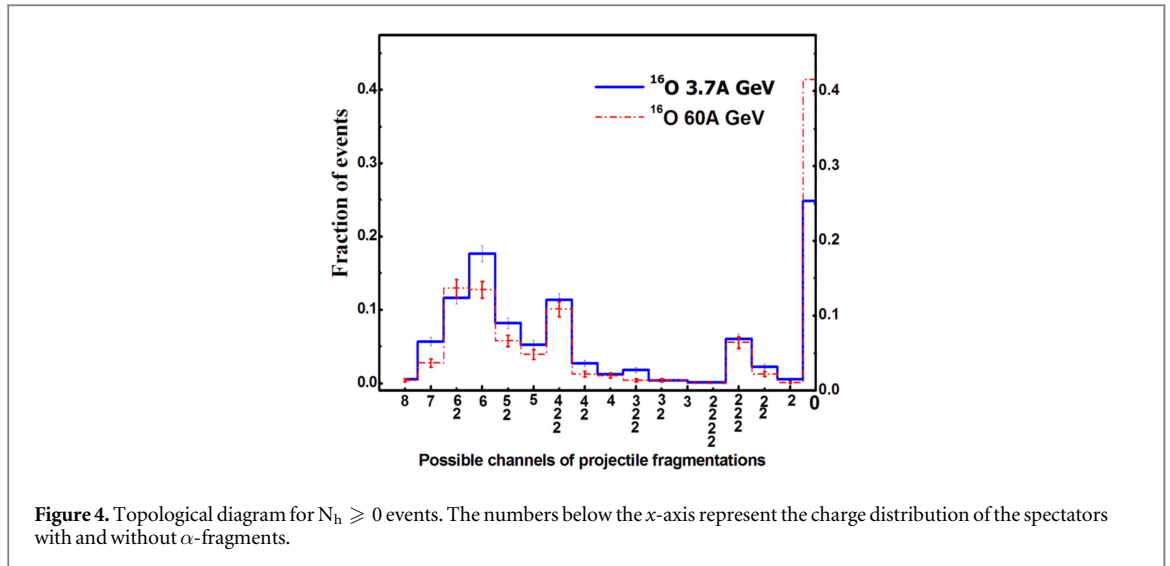 ¹⁶O 3.7A GeV
¹⁶O 60A GeV
Fraction of events
0.4
0.3
0.2
0.1
0.0
0.4
0.3
0.2
0.1
0.0
8 7 6 6 5 5 4 4 4 3 3 3 2 2 2 2 0
2 2 2 2 2 2 2 2 2
2 2 2 2
2
Possible channels of projectile fragmentations
Figure 4. Topological diagram for Nₕ ⩾ 0 events. The numbers below the x-axis represent the charge distribution of the spectators
with and without α-fragments.